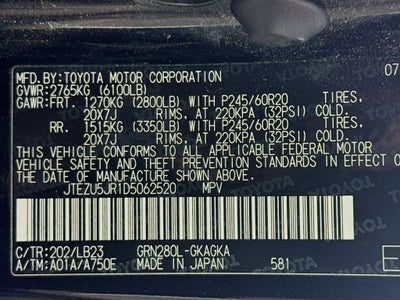 07
MFD.BY:TOYOTA MOTOR CORPORATION
GVWR:2765KG (6100LB)
GAWR:FRT. 1270KG (2800LB) WITH P245/60R20 TIRES,
20X7J RIMS, AT 220KPA (32PSI) COLD
RR. 1515KG (3350LB) WITH P245/60R20 TIRES,
20X7J RIMS, AT 220KPA (32PSI) COLD
THIS VEHICLE CONFORMS TO ALL APPLICABLE FEDERAL MOTOR
VEHICLE SAFETY AND THEFT PREVENTION STANDARDS IN EFFECT O
THE DATE OF MANUFACTURE SHOWN ABOVE.
JTEZU5JR1D5062520 MPV
C/TR:202/LB23 GRN280L-GKAGKA
A/TM:A01A/A750E MADE IN JAPAN 581